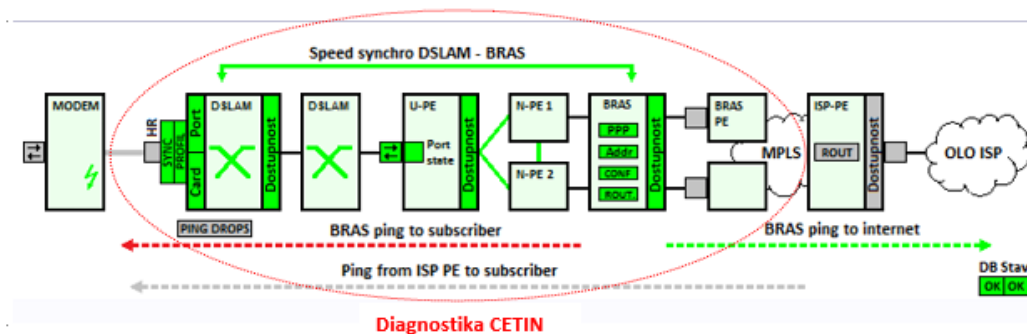 Speed synchro DSLAM - BRAS
MODEM
HR
SYNC
PROFIL
DSLAM
Port
Card
Dostupnost
DSLAM
U-PE
Port
state
Dostupnost
N-PE 1
N-PE 2
BRAS
PPP
Addr
CONF
ROUT
Dostupnost
BRAS
PE
MPLS
ISP-PE
ROUT
Dostupnost
OLO ISP
PING DROPS
BRAS ping to subscriber
BRAS ping to internet
Ping from ISP PE to subscriber
DB Stav
OK OK
Diagnostika CETIN